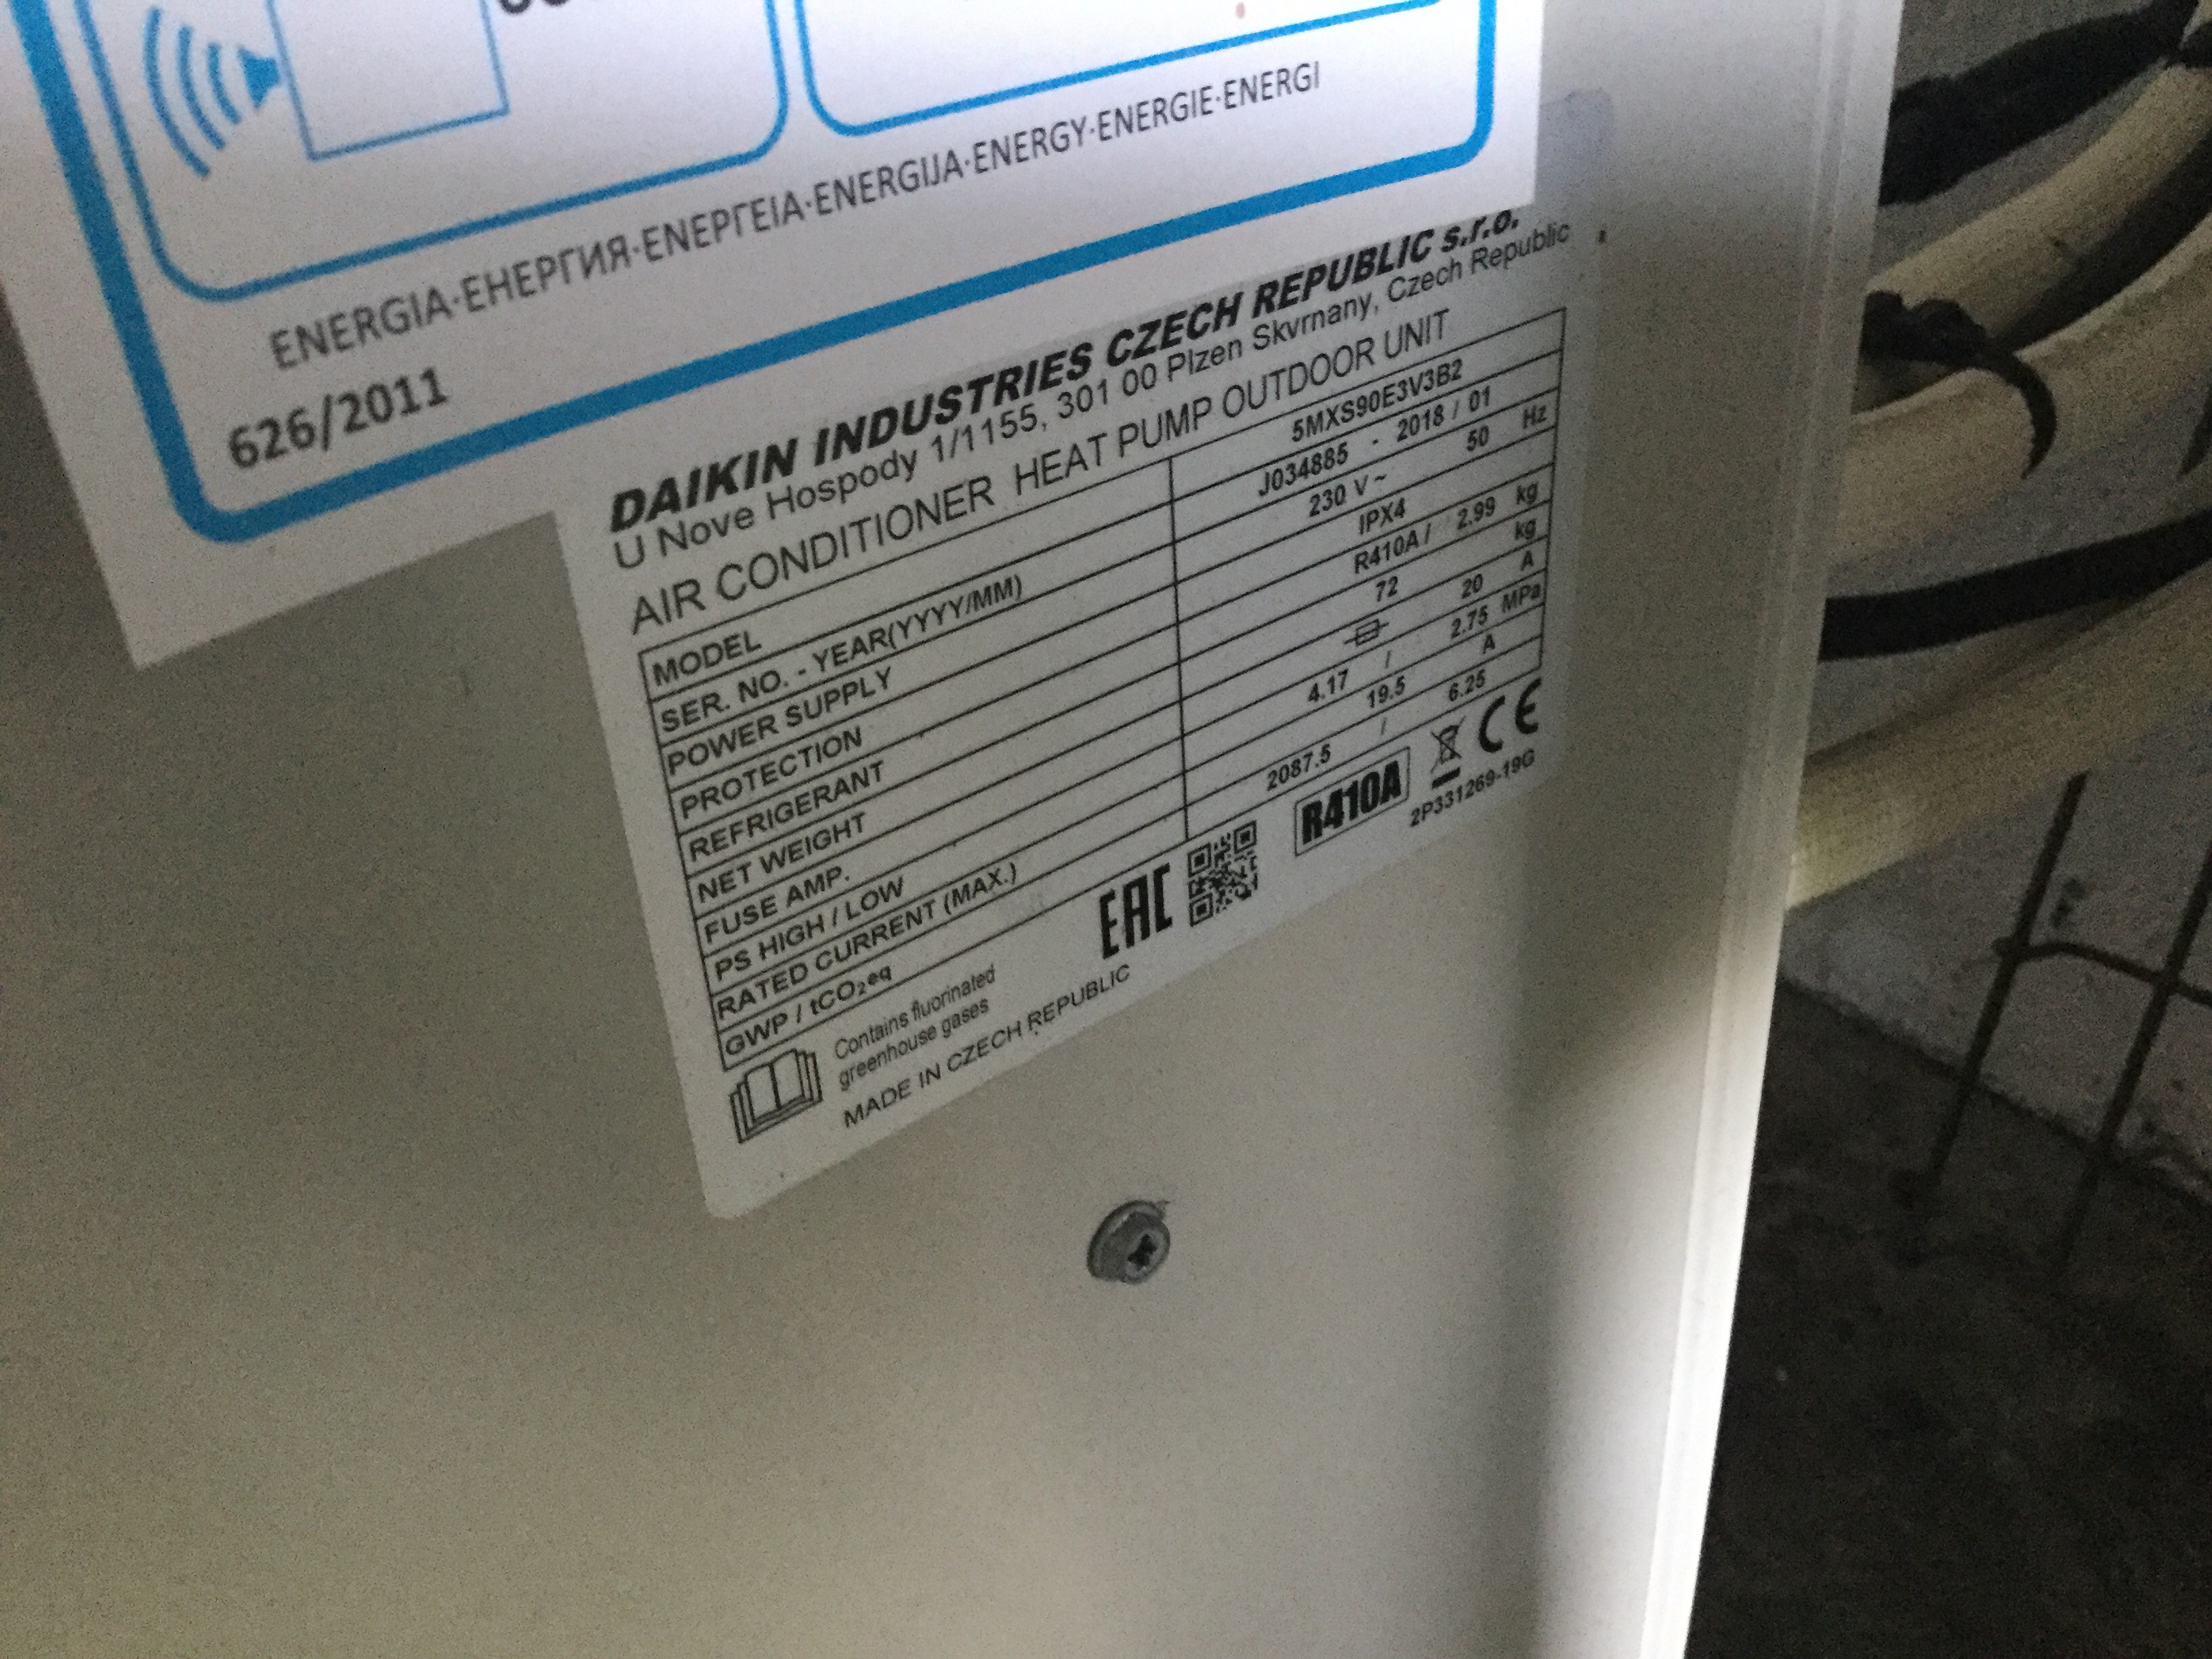 ENERGIA·ЕНЕРГИЯ·ΕΝΕΡΓΕΙΑ·ENERGIJA·ENERGY·ENERGIE·ENERGI
626/2011
DAIKIN INDUSTRIES CZECH REPUBLIC s.r.o.
U Nove Hospody 1/1155, 301 00 Plzen Skvrnany, Czech Republic
AIR CONDITIONER HEAT PUMP OUTDOOR UNIT
MODEL 5MXS90E3V3B2
SER. NO. - YEAR(YYYY/MM) J034885 - 2018 / 01
POWER SUPPLY 230 V ~ 50 Hz
PROTECTION IPX4
REFRIGERANT R410A / 2.99 kg
NET WEIGHT 72 kg
FUSE AMP. 20 A
PS HIGH / LOW 4.17 / 2.75 MPa
RATED CURRENT (MAX.) 19.5 A
GWP / tCO₂eq 2087.5 / 6.25
Contains fluorinated
greenhouse gases
EAC
R410A
CE
2P331269-19G
MADE IN CZECH REPUBLIC